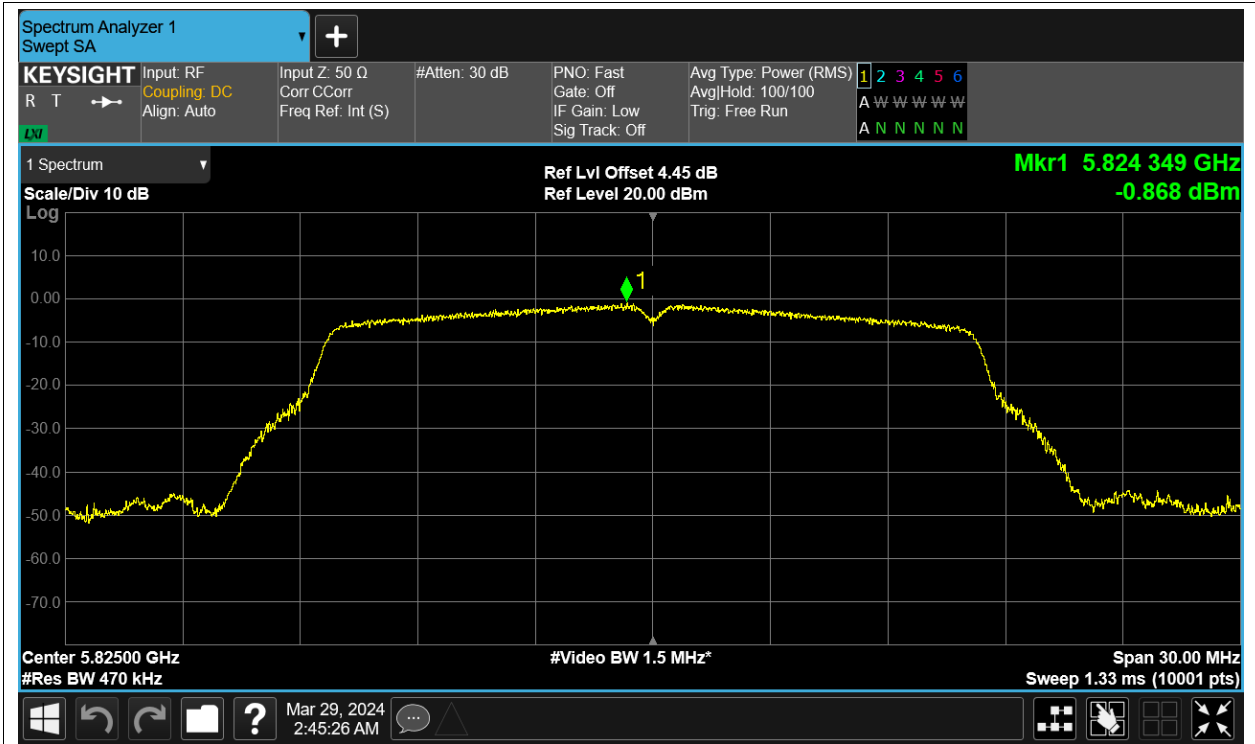 Spectrum Analyzer 1
Swept SA
KEYSIGHT
R T
LXI
Input: RF
Coupling: DC
Align: Auto
Input Z: 50 Ω
Corr CCorr
Freq Ref: Int (S)
#Atten: 30 dB
PNO: Fast
Gate: Off
IF Gain: Low
Sig Track: Off
Avg Type: Power (RMS)
Avg|Hold: 100/100
Trig: Free Run
1 2 3 4 5 6
A W W W W W
A N N N N N
1 Spectrum
Scale/Div 10 dB
Log
Ref Lvl Offset 4.45 dB
Ref Level 20.00 dBm
Mkr1 5.824 349 GHz
-0.868 dBm
10.0
0.00
-10.0
-20.0
-30.0
-40.0
-50.0
-60.0
-70.0
1
Center 5.82500 GHz
#Res BW 470 kHz
#Video BW 1.5 MHz*
Span 30.00 MHz
Sweep 1.33 ms (10001 pts)
?
Mar 29, 2024
2:45:26 AM